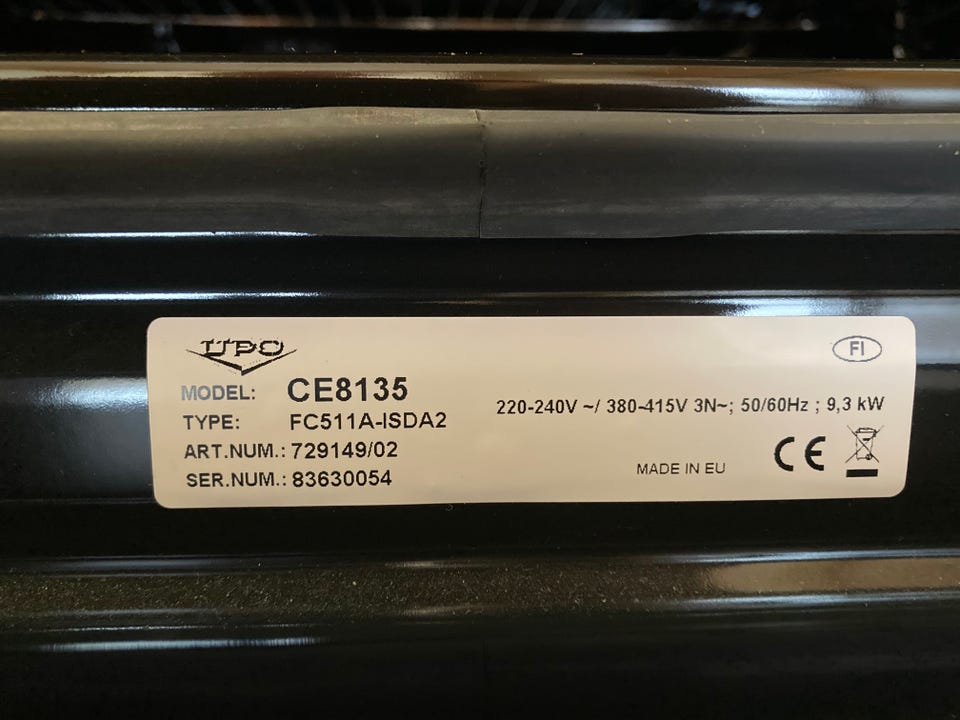 UPO
FI
MODEL: CE8135
TYPE: FC511A-ISDA2
220-240V ~/ 380-415V 3N~; 50/60Hz ; 9,3 kW
ART.NUM.: 729149/02
SER.NUM.: 83630054
MADE IN EU
CE